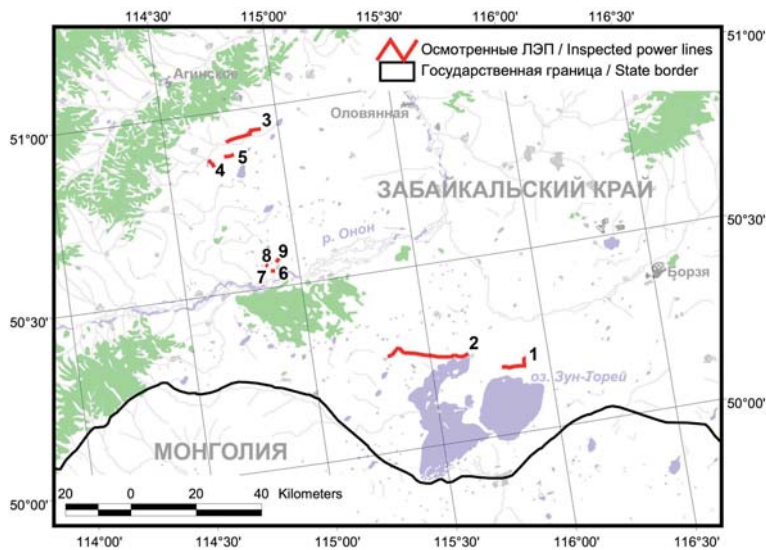 114°30' 115°00' 115°30' 116°00' 116°30'
51°00'
Осмотренные ЛЭП / Inspected power lines
Государственная граница / State border
Агинское
Оловянная
51°00'
3
5
4
ЗАБАЙКАЛЬСКИЙ КРАЙ
50°30'
р. Онон
8 9
7 6
Борзя
50°30'
2
1
оз. Зун-Торей
50°00'
МОНГОЛИЯ
50°00'
20 0 20 40 Kilometers
114°00' 114°30' 115°00' 115°30' 116°00' 116°30'